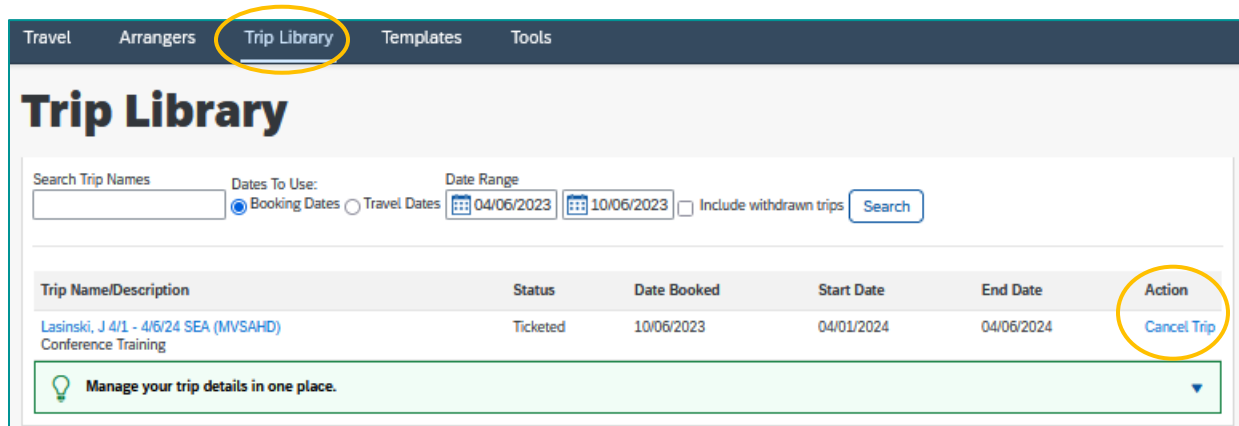 Travel Arrangers Trip Library Templates Tools
Trip Library
Search Trip Names Dates To Use: Date Range
Booking Dates Travel Dates 04/06/2023 10/06/2023 Include withdrawn trips Search
Trip Name/Description Status Date Booked Start Date End Date Action
Lasinski, J 4/1 - 4/6/24 SEA (MVSAHD) Ticketed 10/06/2023 04/01/2024 04/06/2024 Cancel Trip
Conference Training
Manage your trip details in one place.